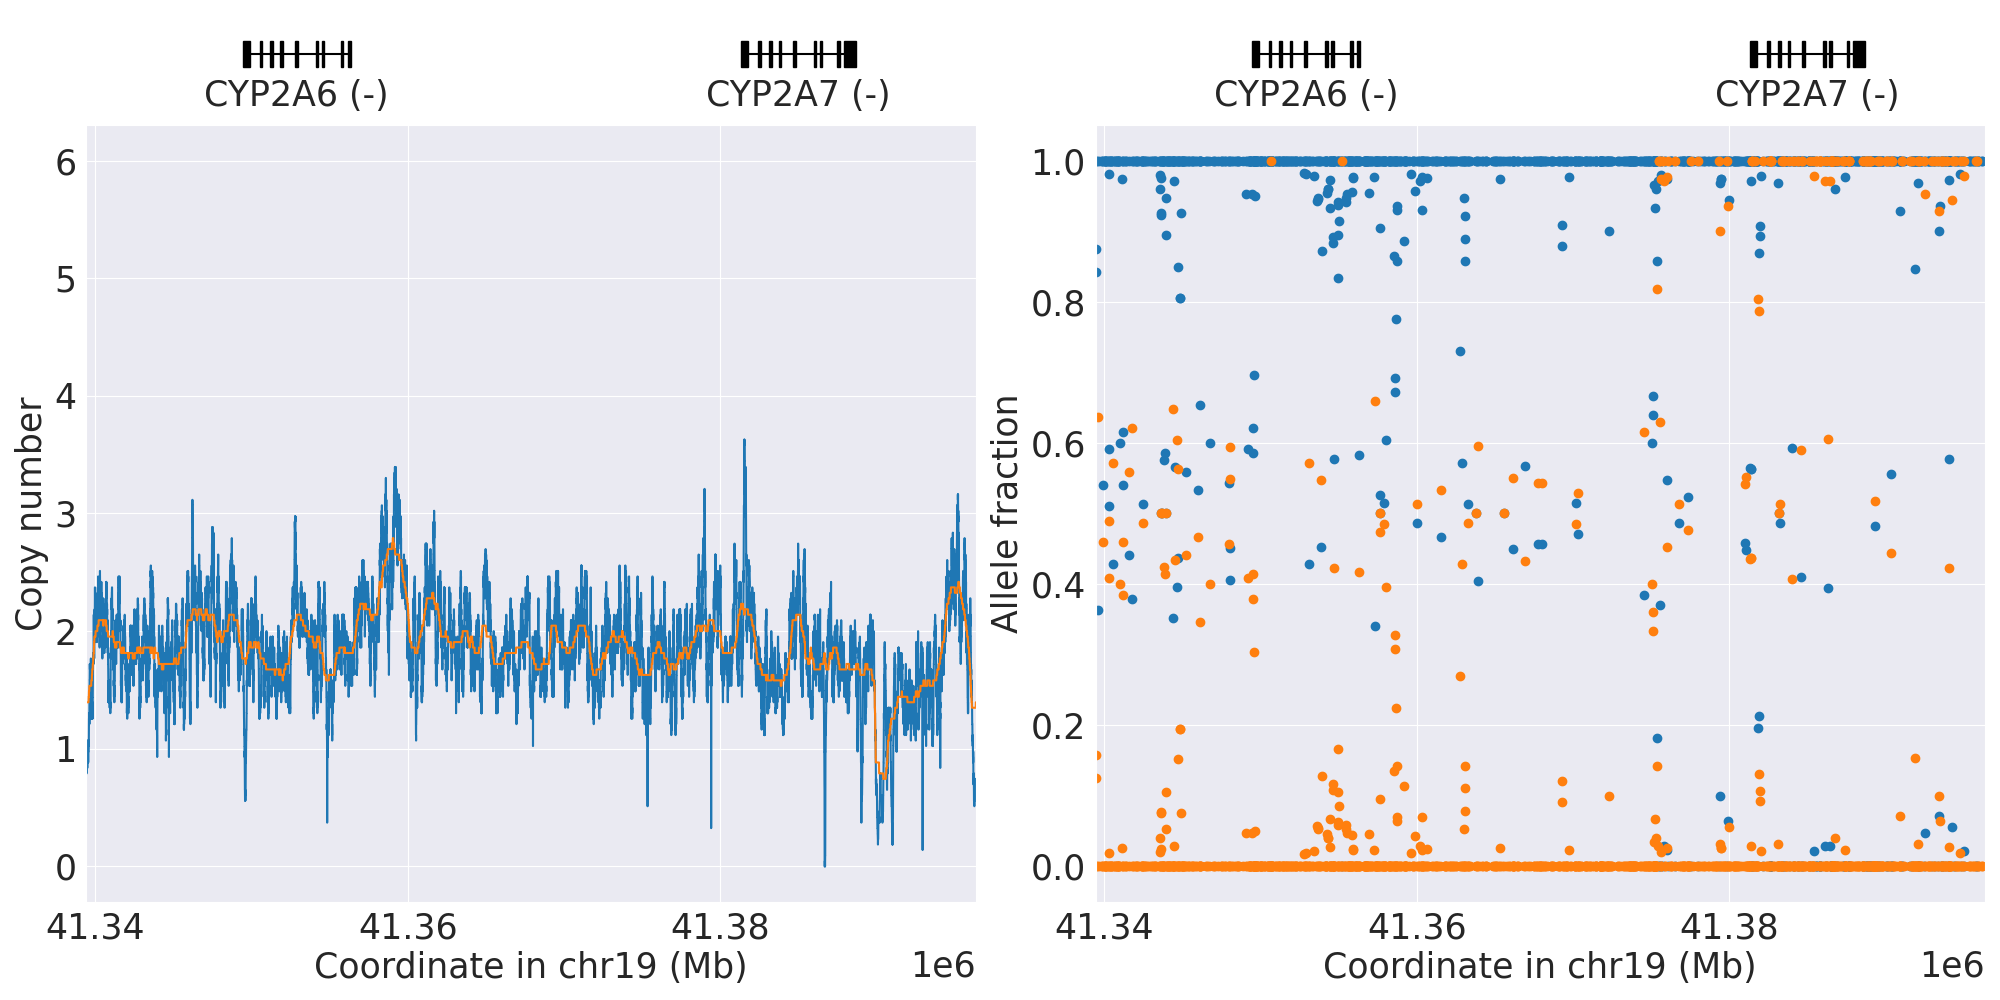 CYP2A6 (-)
CYP2A7 (-)
Copy number
6
5
4
3
2
1
0
41.34
41.36
41.38
Coordinate in chr19 (Mb)
1e6
CYP2A6 (-)
CYP2A7 (-)
Allele fraction
1.0
0.8
0.6
0.4
0.2
0.0
41.34
41.36
41.38
Coordinate in chr19 (Mb)
1e6